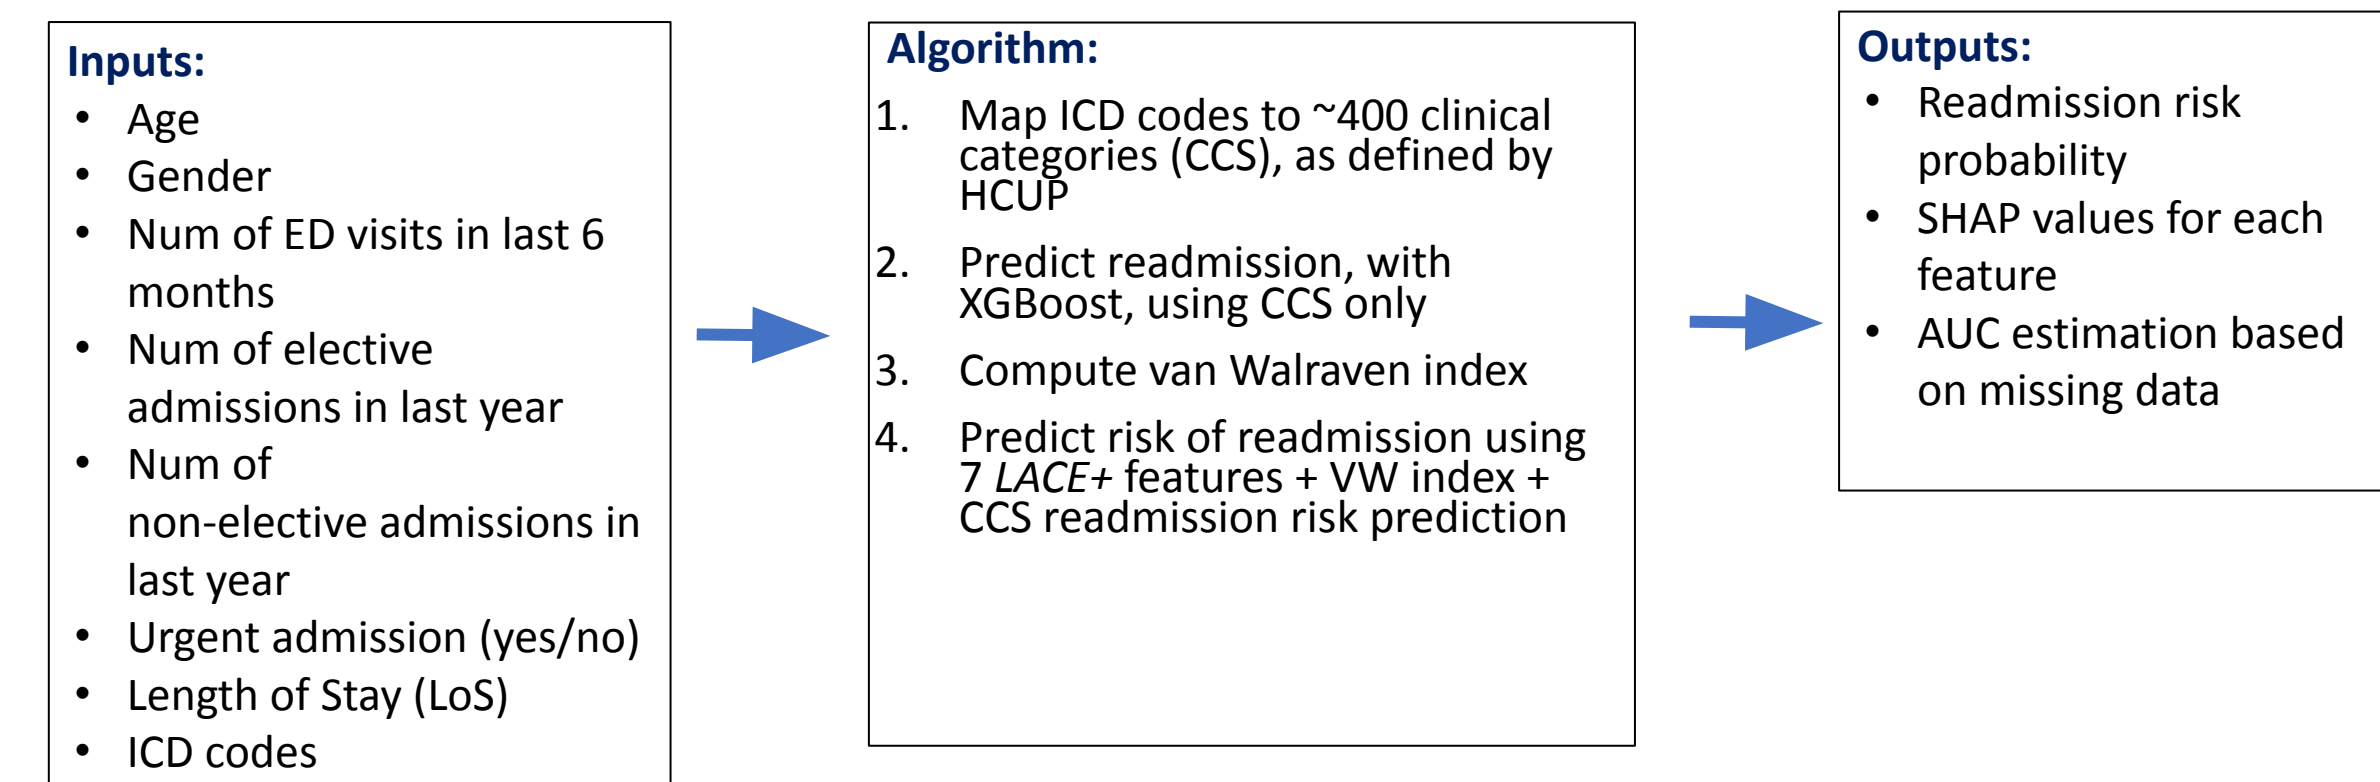 Inputs:
• Age
• Gender
• Num of ED visits in last 6
months
• Num of elective
admissions in last year
• Num of
non-elective admissions in
last year
• Urgent admission (yes/no)
• Length of Stay (LoS)
• ICD codes
Algorithm:
1. Map ICD codes to ~400 clinical
categories (CCS), as defined by
HCUP
2. Predict readmission, with
XGBoost, using CCS only
3. Compute van Walraven index
4. Predict risk of readmission using
7 LACE+ features + VW index +
CCS readmission risk prediction
Outputs:
• Readmission risk
probability
• SHAP values for each
feature
• AUC estimation based
on missing data